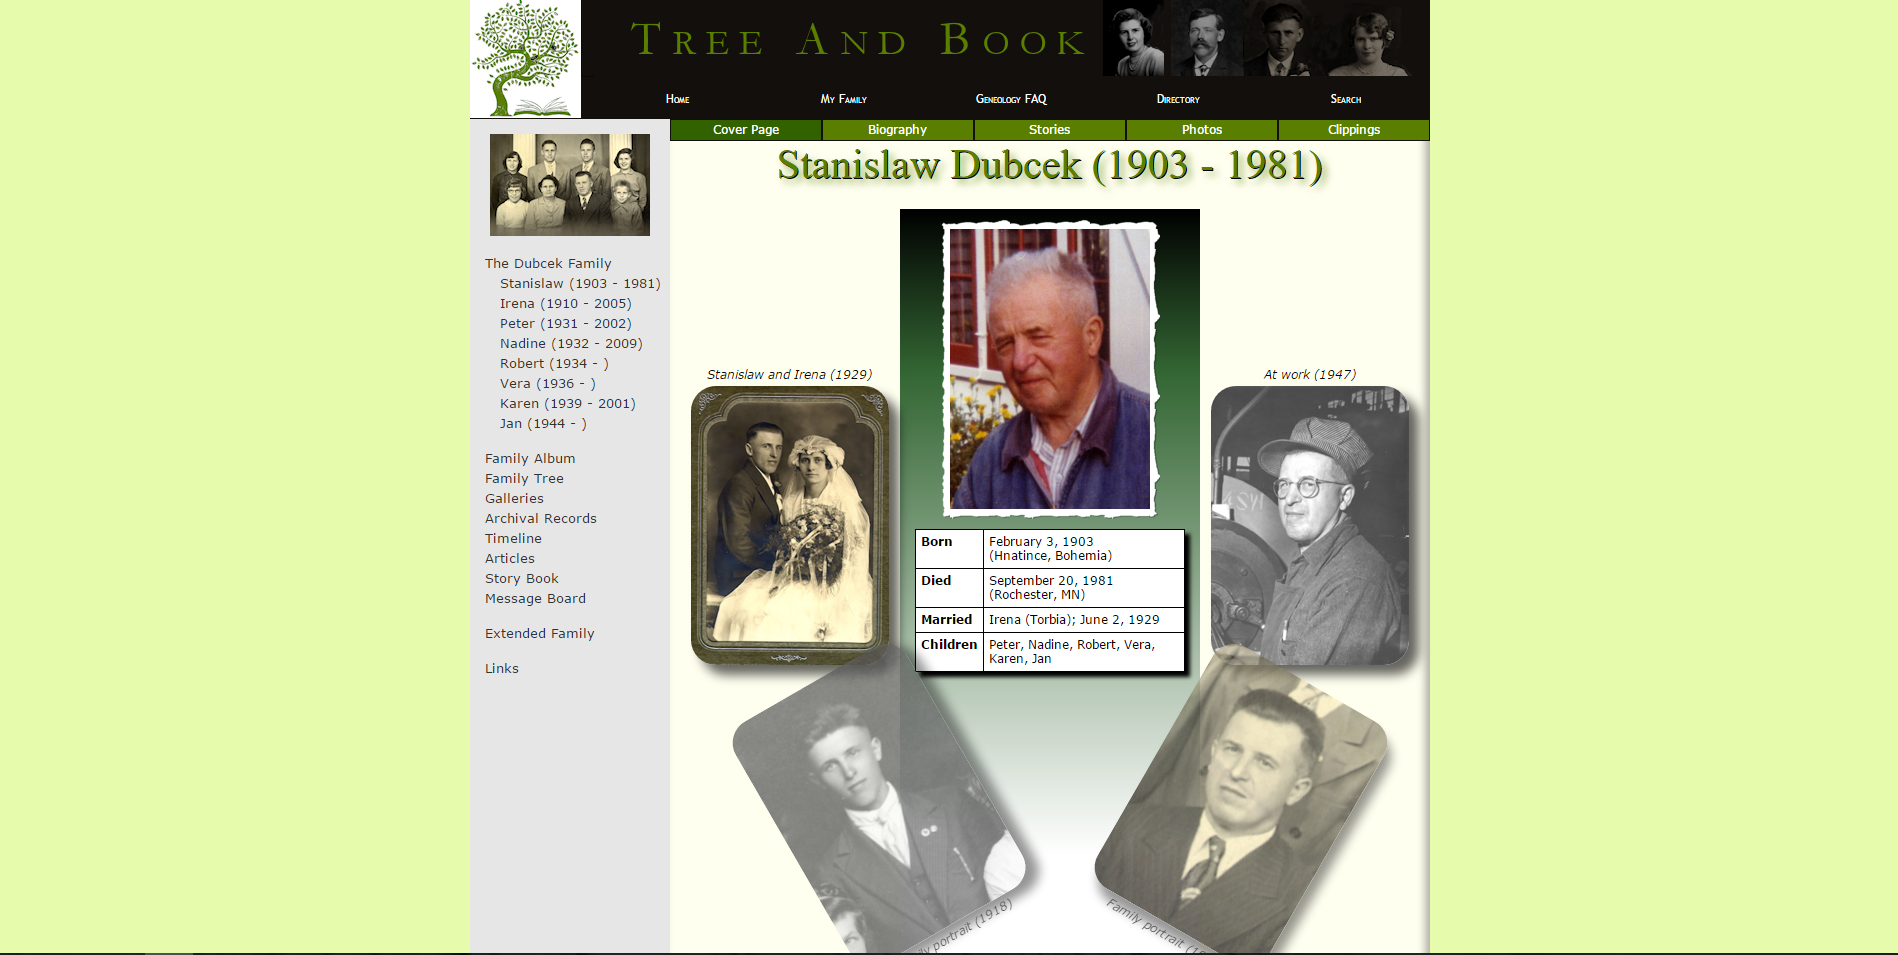 Tree And Book
Home My Family Geneology FAQ Directory Search
Cover Page Biography Stories Photos Clippings
Stanislaw Dubcek (1903 - 1981)
The Dubcek Family
Stanislaw (1903 - 1981)
Irena (1910 - 2005)
Peter (1931 - 2002)
Nadine (1932 - 2009)
Robert (1934 - )
Vera (1936 - )
Karen (1939 - 2001)
Jan (1944 - )
Family Album
Family Tree
Galleries
Archival Records
Timeline
Articles
Story Book
Message Board
Extended Family
Links
Stanislaw and Irena (1929)
At work (1947)
Born February 3, 1903
(Hnatince, Bohemia)
Died September 20, 1981
(Rochester, MN)
Married Irena (Torbia); June 2, 1929
Children Peter, Nadine, Robert, Vera,
Karen, Jan
portrait (1918)
Family portrait